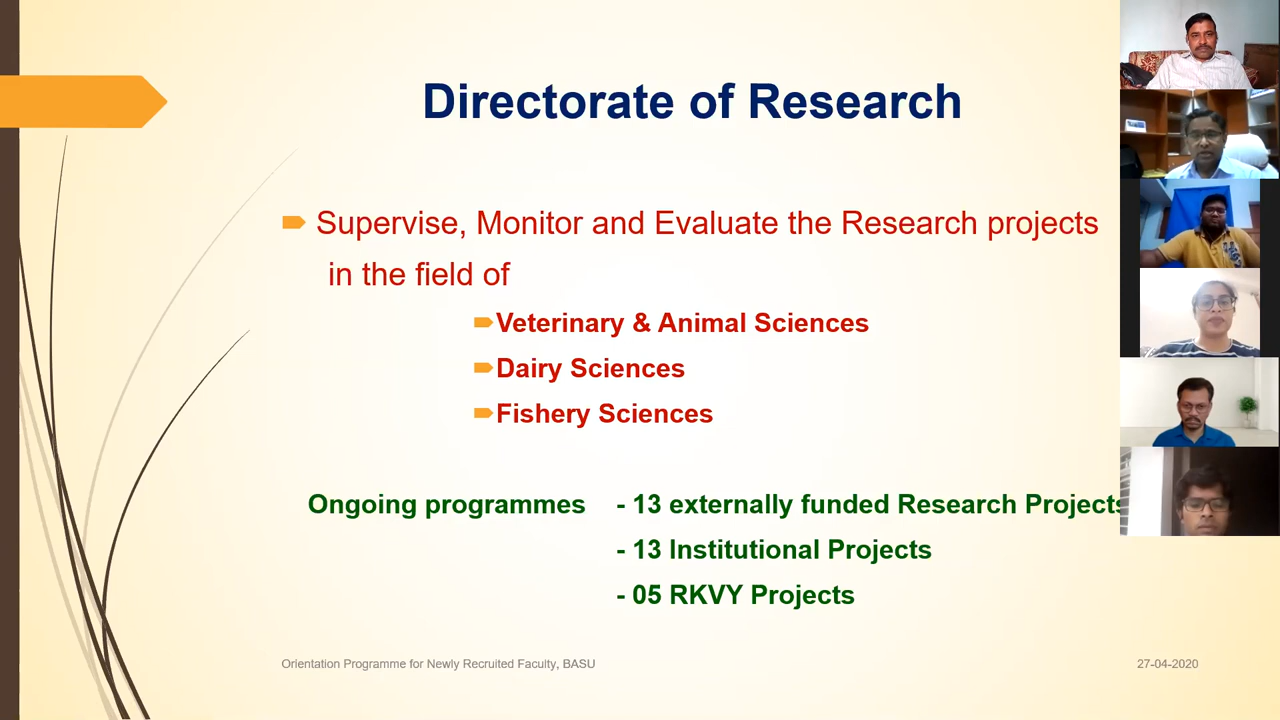 Directorate of Research
Supervise, Monitor and Evaluate the Research projects
in the field of
Veterinary & Animal Sciences
Dairy Sciences
Fishery Sciences
Ongoing programmes - 13 externally funded Research Projects
- 13 Institutional Projects
- 05 RKVY Projects
Orientation Programme for Newly Recruited Faculty, BASU 27-04-2020